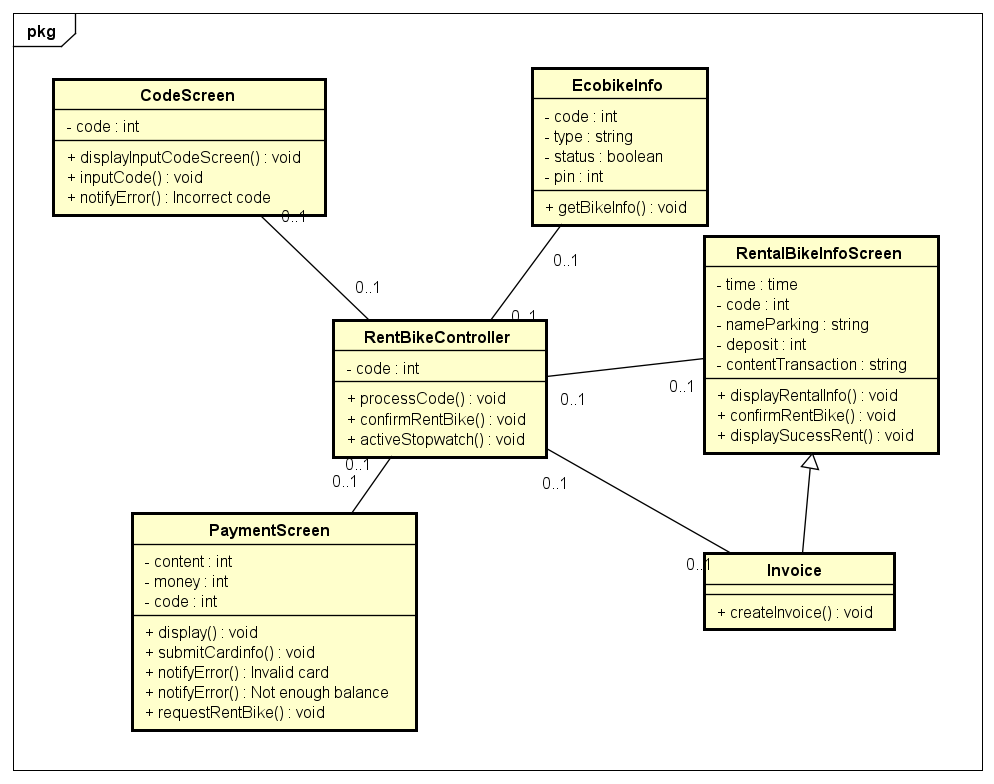 pkg
CodeScreen
- code : int
+ displayInputCodeScreen() : void
+ inputCode() : void
+ notifyError() : Incorrect code
0..1
0..1
EcobikeInfo
- code : int
- type : string
- status : boolean
- pin : int
+ getBikeInfo() : void
0..1
0..1
RentalBikeInfoScreen
- time : time
- code : int
- nameParking : string
- deposit : int
- contentTransaction : string
+ displayRentalInfo() : void
+ confirmRentBike() : void
+ displaySucessRent() : void
RentBikeController
- code : int
+ processCode() : void
+ confirmRentBike() : void
+ activeStopwatch() : void
0..1
0..1
0..1
0..1
0..1
0..1
PaymentScreen
- content : int
- money : int
- code : int
+ display() : void
+ submitCardinfo() : void
+ notifyError() : Invalid card
+ notifyError() : Not enough balance
+ requestRentBike() : void
Invoice
+ createInvoice() : void